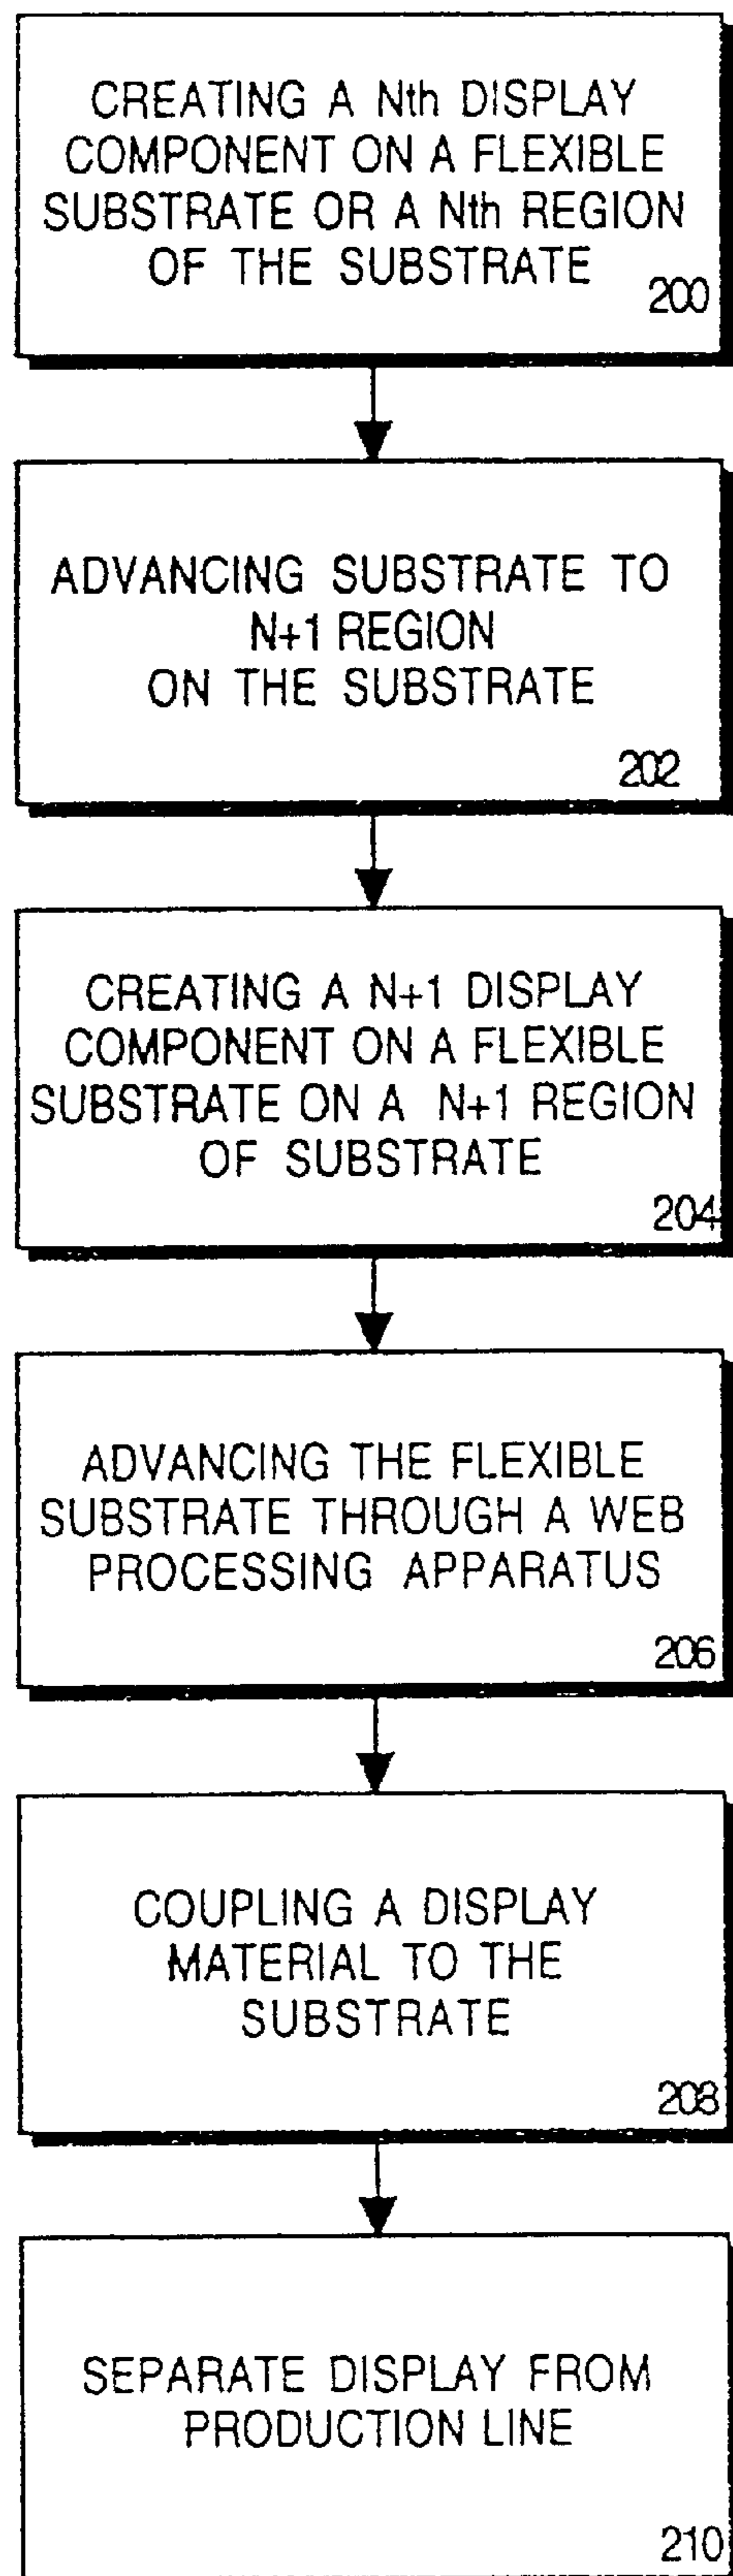 CREATING A Nth DISPLAY
COMPONENT ON A FLEXIBLE
SUBSTRATE OR A Nth REGION
OF THE SUBSTRATE
200
ADVANCING SUBSTRATE TO
N+1 REGION
ON THE SUBSTRATE
202
CREATING A N+1 DISPLAY
COMPONENT ON A FLEXIBLE
SUBSTRATE ON A N+1 REGION
OF SUBSTRATE
204
ADVANCING THE FLEXIBLE
SUBSTRATE THROUGH A WEB
PROCESSING APPARATUS
206
COUPLING A DISPLAY
MATERIAL TO THE
SUBSTRATE
208
SEPARATE DISPLAY FROM
PRODUCTION LINE
210